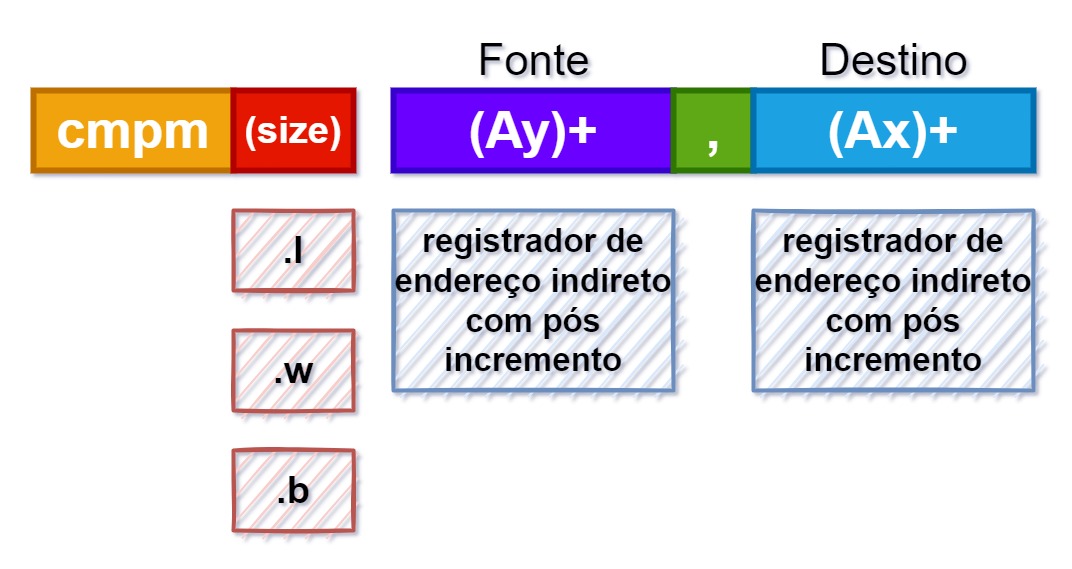 Fonte
Destino
cmpm (size) (Ay)+ , (Ax)+
.l
.w
.b
registrador de
endereço indireto
com pós
incremento
registrador de
endereço indireto
com pós
incremento